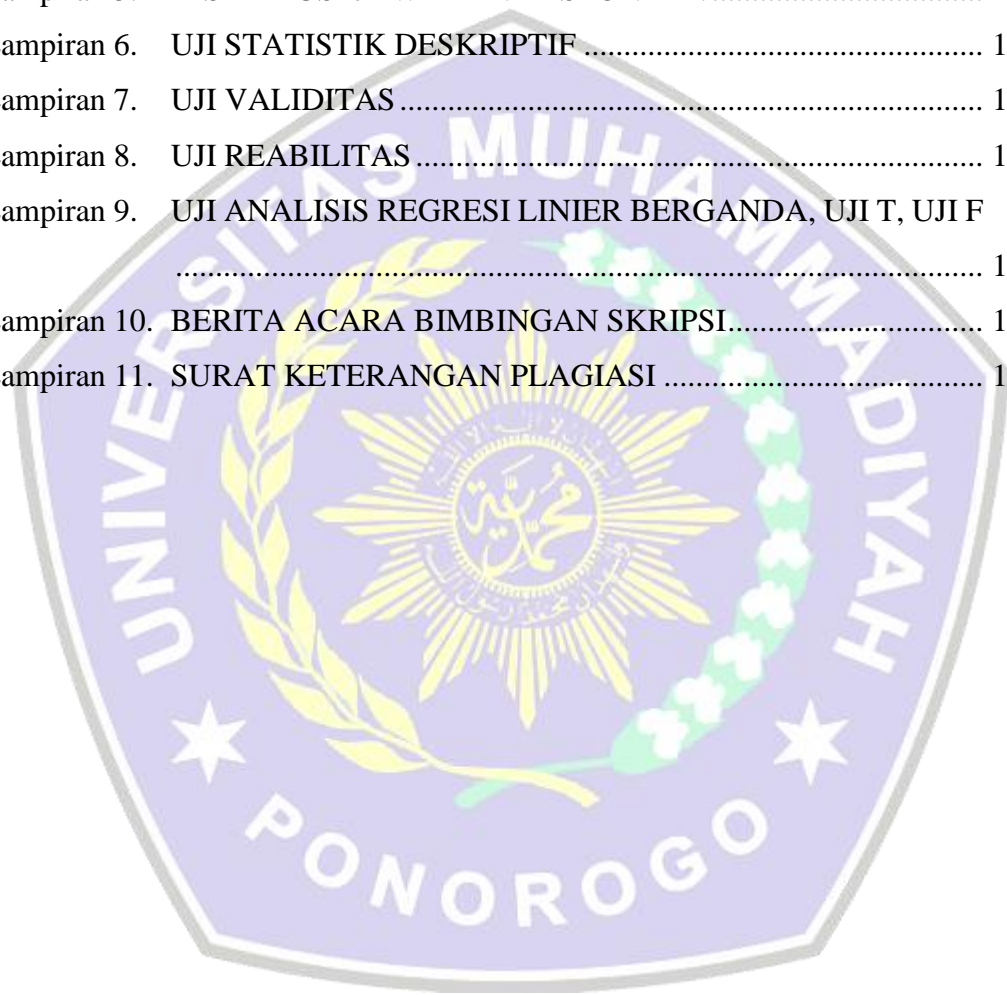 Lampiran 6. UJI STATISTIK DESKRIPTIF ........................................................ 1
ampiran 7. UJI VALIDITAS .................................................................................. 1
ampiran 8. UJI REABILITAS ................................................................................ 1
ampiran 9. UJI ANALISIS REGRESI LINIER BERGANDA, UJI T, UJI F
.................................................................................................................. 1
ampiran 10. BERITA ACARA BIMBINGAN SKRIPSI.................................... 1
ampiran 11. SURAT KETERANGAN PLAGIASI ............................................. 1
UNIVERSITAS MUHAMMADIYAH
محمدية
PONOROGO